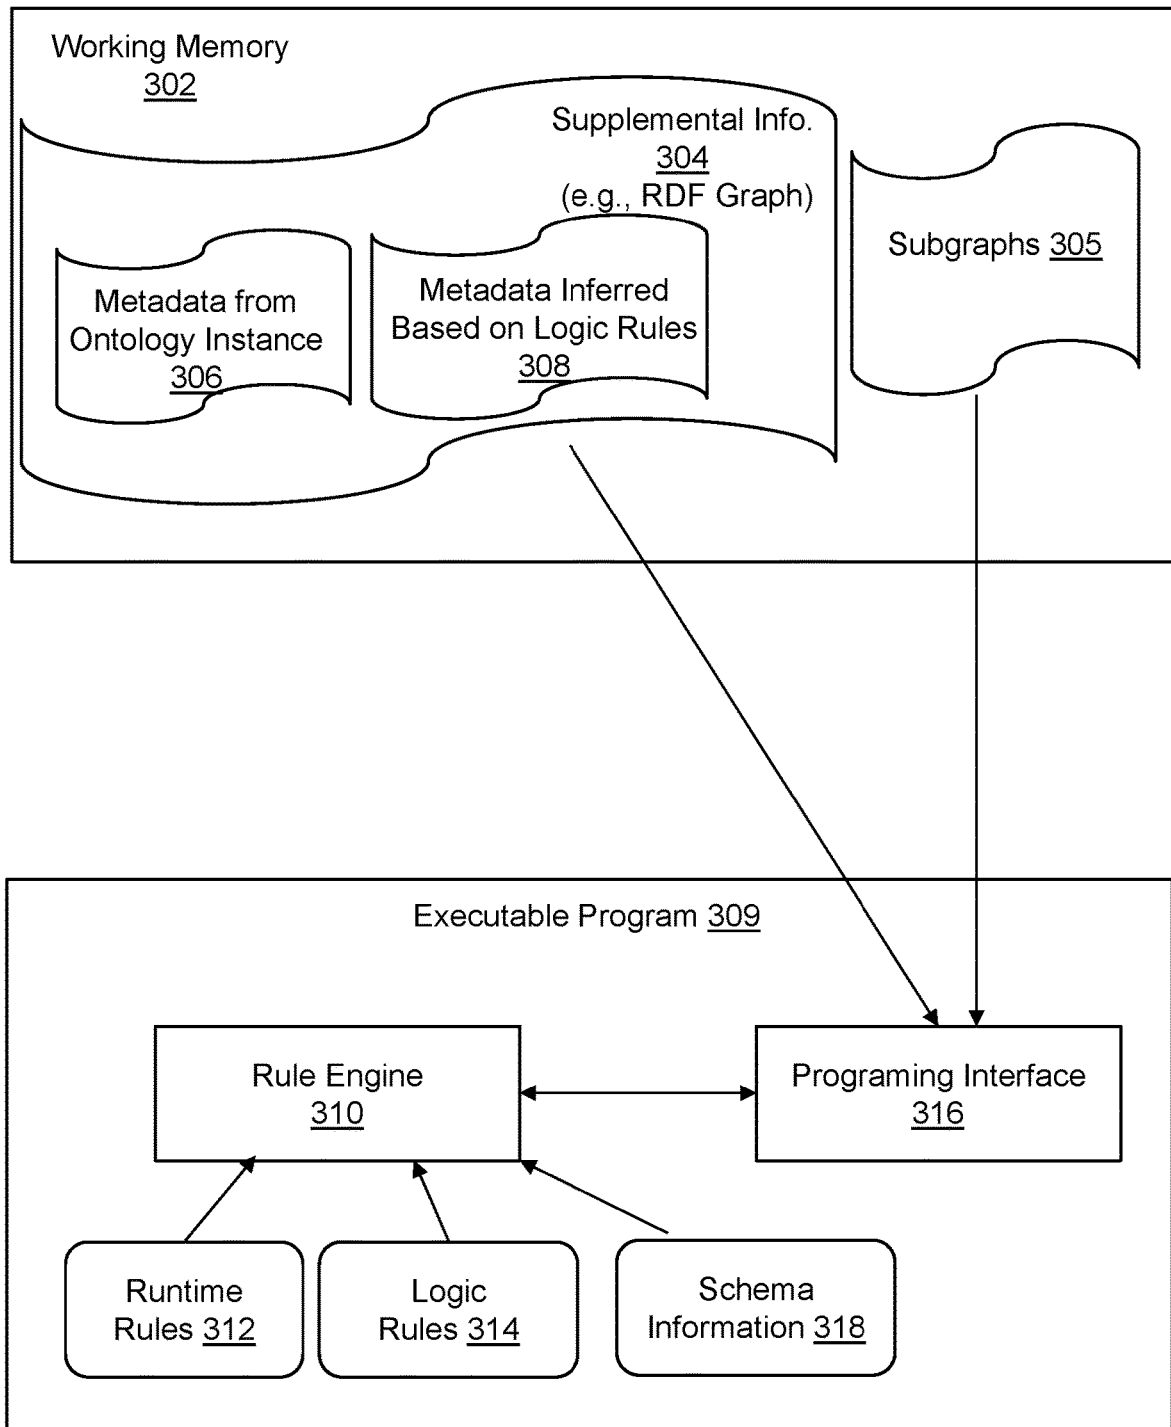 Working Memory
302
Supplemental Info.
304
(e.g., RDF Graph)
Subgraphs 305
Metadata from
Ontology Instance
306
Metadata Inferred
Based on Logic Rules
308
Executable Program 309
Rule Engine
310
Programing Interface
316
Runtime
Rules 312
Logic
Rules 314
Schema
Information 318